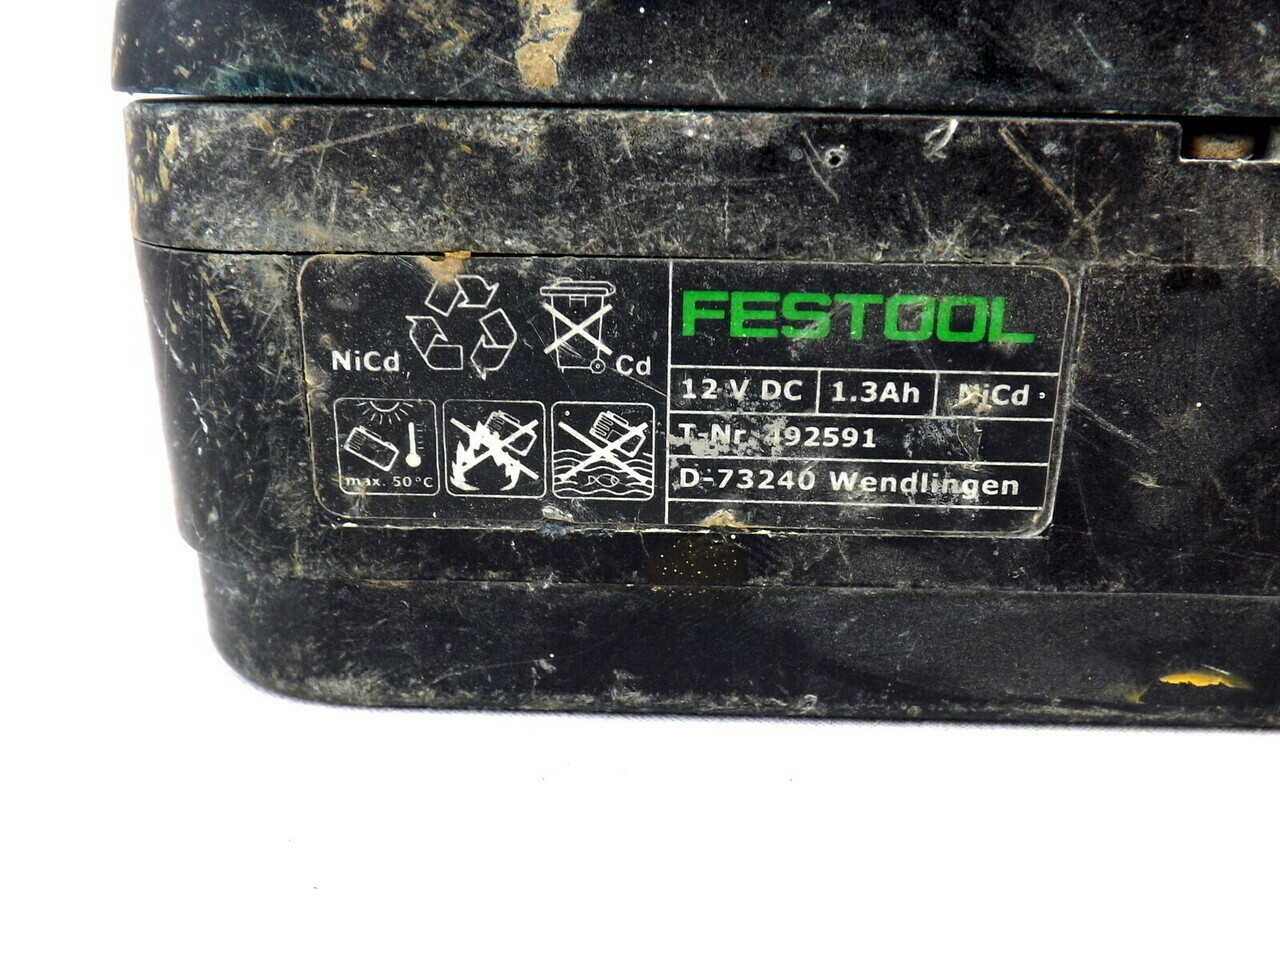 NiCd
Cd
max. 50°C
FESTOOL
12 V DC 1.3Ah NiCd
T-Nr. 492591
D-73240 Wendlingen